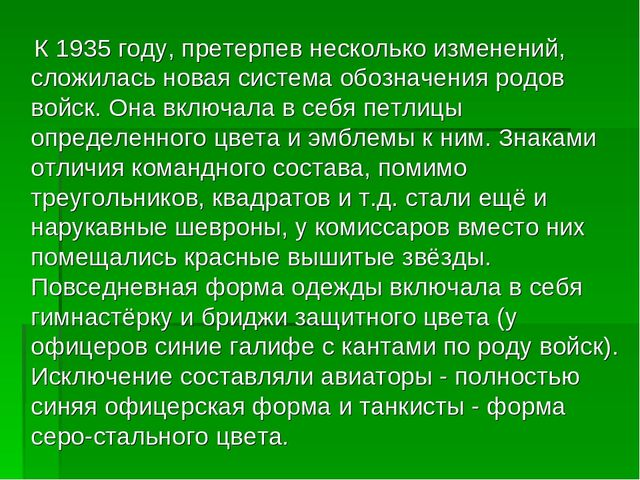 К 1935 году, претерпев несколько изменений,
сложилась новая система обозначения родов
войск. Она включала в себя петлицы
определенного цвета и эмблемы к ним. Знаками
отличия командного состава, помимо
треугольников, квадратов и т.д. стали ещё и
нарукавные шевроны, у комиссаров вместо них
помещались красные вышитые звёзды.
Повседневная форма одежды включала в себя
гимнастёрку и бриджи защитного цвета (у
офицеров синие галифе с кантами по роду войск).
Исключение составляли авиаторы - полностью
синяя офицерская форма и танкисты - форма
серо-стального цвета.